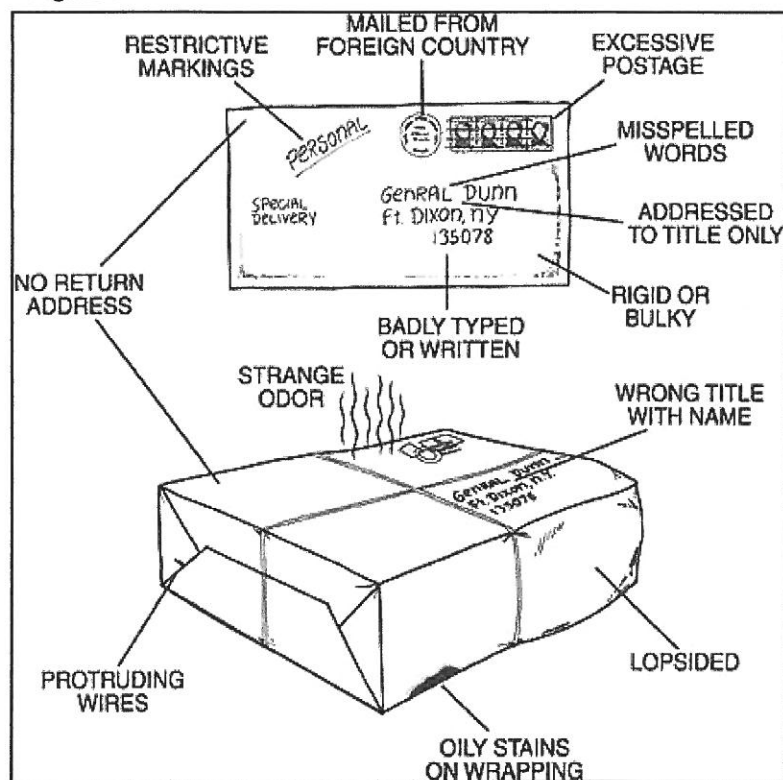 MAILED FROM
FOREIGN COUNTRY
RESTRICTIVE
MARKINGS
EXCESSIVE
POSTAGE
PERSONAL
MISSPELLED
WORDS
SPECIAL
DELIVERY
GENRAL DUNN
Ft. DIXON, NY
135078
ADDRESSED
TO TITLE ONLY
NO RETURN
ADDRESS
RIGID OR
BULKY
BADLY TYPED
OR WRITTEN
STRANGE
ODOR
WRONG TITLE
WITH NAME
GENRAL DUNN
Ft. DIXON, N.Y.
135078
PROTRUDING
WIRES
LOPSIDED
OILY STAINS
ON WRAPPING